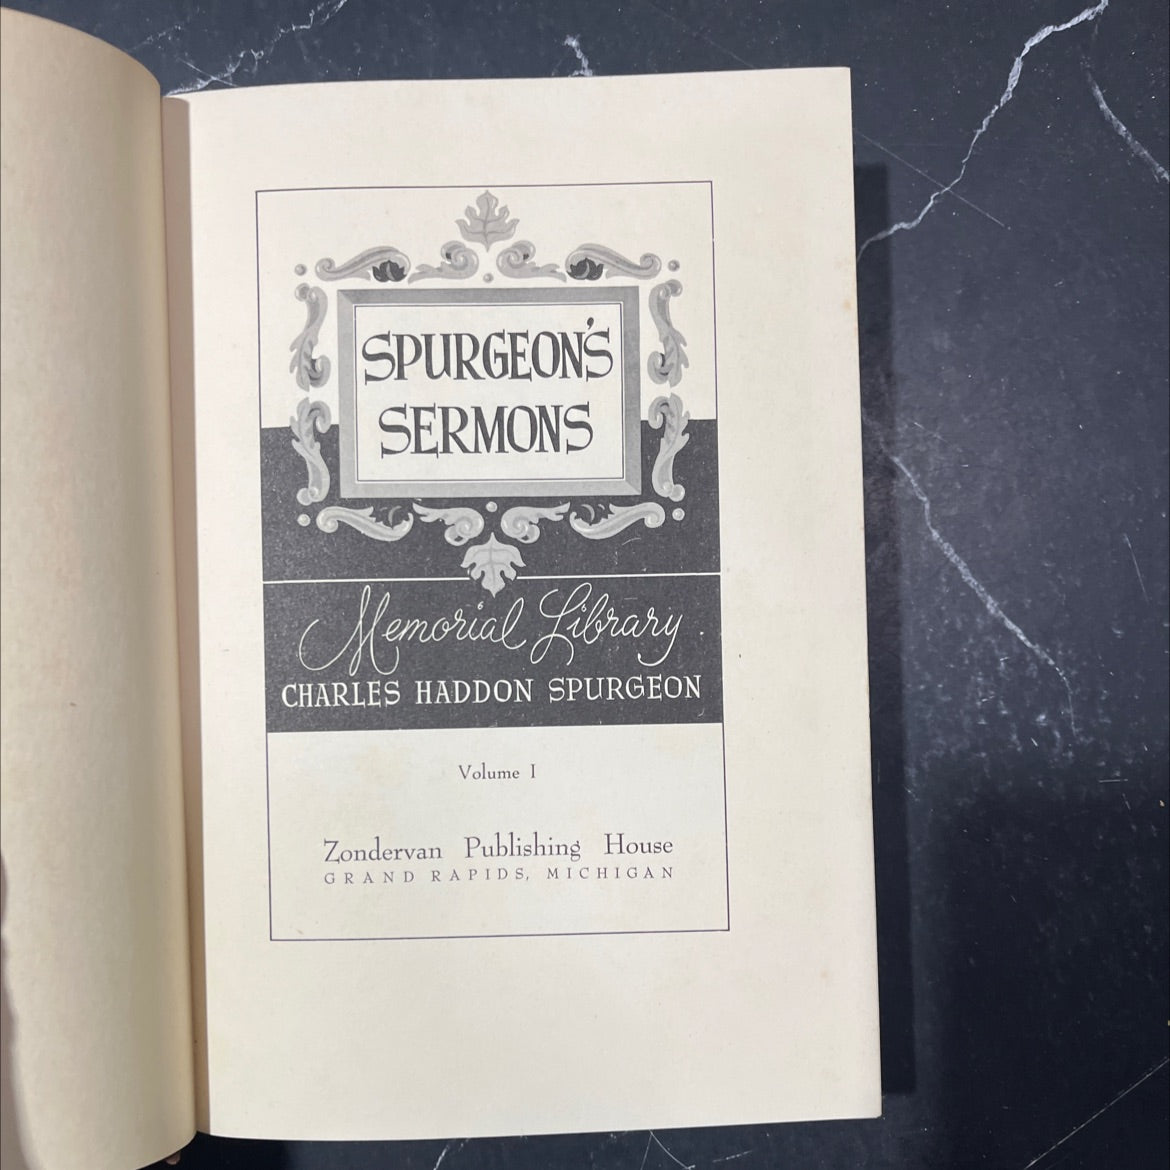 SPURGEON'S
SERMONS
Memorial Library
CHARLES HADDON SPURGEON
Volume I
Zondervan Publishing House
GRAND RAPIDS, MICHIGAN